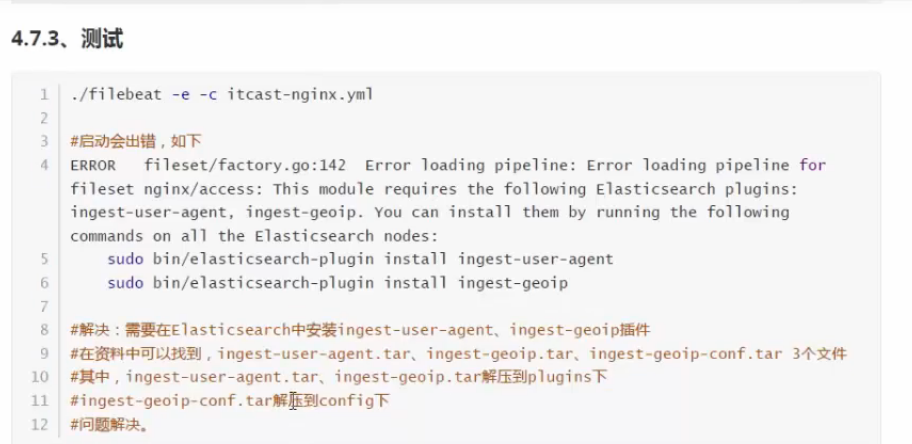 4.7.3、测试
1 ./filebeat -e -c itcast-nginx.yml
2
3 #启动会出错，如下
4 ERROR   fileset/factory.go:142  Error loading pipeline: Error loading pipeline for
fileset nginx/access: This module requires the following Elasticsearch plugins:
ingest-user-agent, ingest-geoip. You can install them by running the following
commands on all the Elasticsearch nodes:
5     sudo bin/elasticsearch-plugin install ingest-user-agent
6     sudo bin/elasticsearch-plugin install ingest-geoip
7
8 #解决：需要在Elasticsearch中安装ingest-user-agent、ingest-geoip插件
9 #在资料中可以找到，ingest-user-agent.tar、ingest-geoip.tar、ingest-geoip-conf.tar 3个文件
10 #其中，ingest-user-agent.tar、ingest-geoip.tar解压到plugins下
11 #ingest-geoip-conf.tar解压到config下
12 #问题解决。